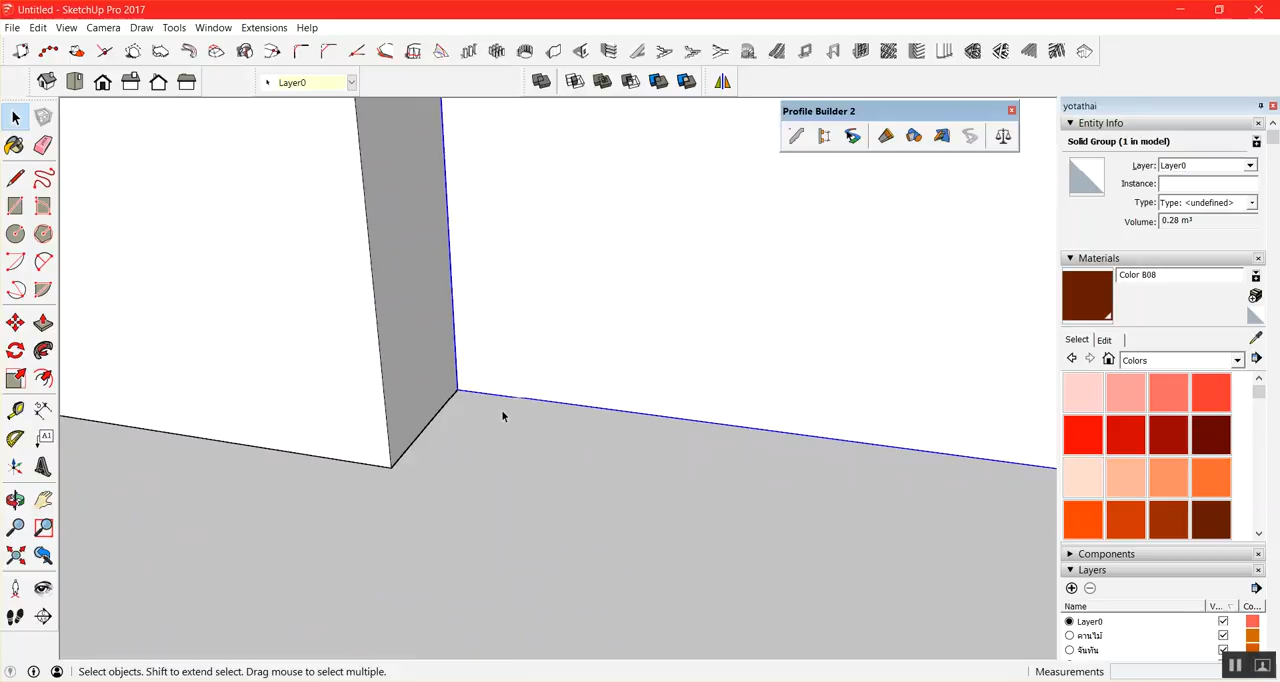 Untitled - SketchUp Pro 2017
File Edit View Camera Draw Tools Window Extensions Help
Layer0
Profile Builder 2
yotathai
Entity Info
Solid Group (1 in model)
Layer: Layer0
Instance:
Type: Type: <undefined>
Volume: 0.28 m³
Materials
Color B08
Select Edit
Colors
Components
Layers
Name V... Co...
Layer0
คานไม้
จันทัน
A1
Select objects. Shift to extend select. Drag mouse to select multiple.
Measurements